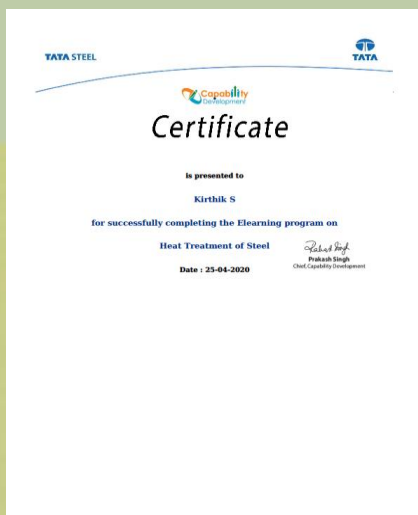 TATA STEEL
TATA
Capability
Development
Certificate
is presented to
Kirthik S
for successfully completing the Elearning program on
Heat Treatment of Steel
Date : 25-04-2020
Prakash Singh
Chief, Capability Development